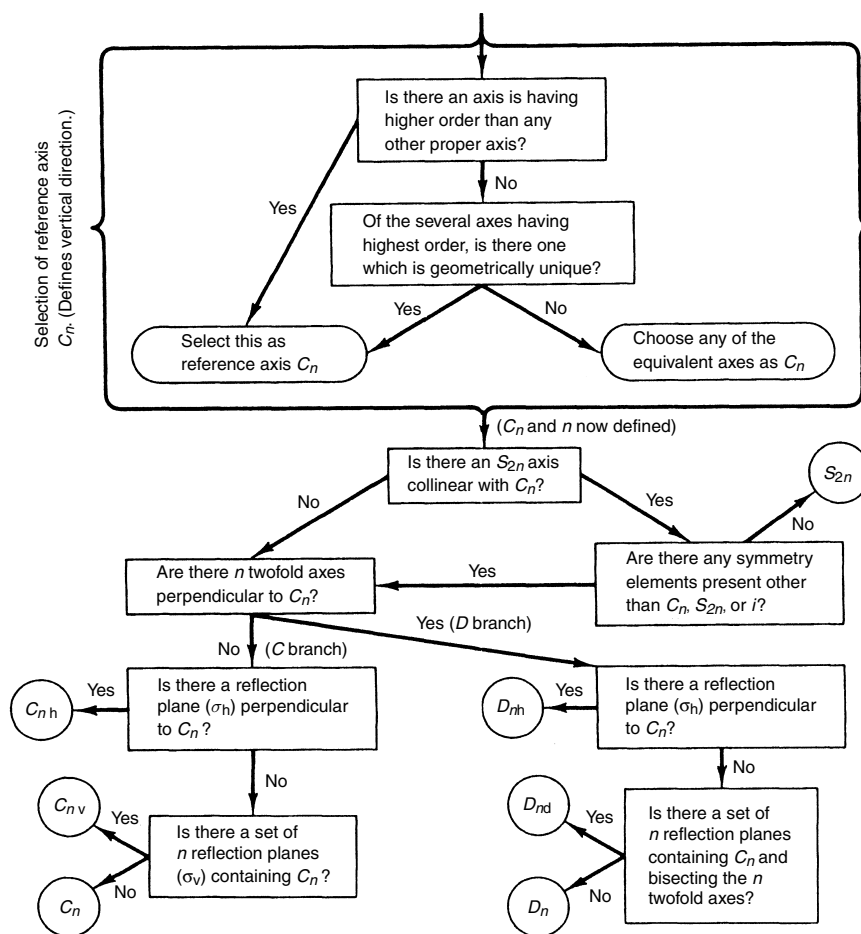 Selection of reference axis
Cn. (Defines vertical direction.)
Is there an axis is having
higher order than any
other proper axis?
Yes
No
Of the several axes having
highest order, is there one
which is geometrically unique?
Yes
No
Select this as
reference axis Cn
Choose any of the
equivalent axes as Cn
(Cn and n now defined)
Is there an S2n axis
collinear with Cn?
No
Yes
S2n
No
Are there any symmetry
elements present other
than Cn, S2n, or i?
Yes
Are there n twofold axes
perpendicular to Cn?
No
(C branch)
Yes (D branch)
Is there a reflection
plane (σh) perpendicular
to Cn?
Yes
Cn h
No
Is there a set of
n reflection planes
(σv) containing Cn?
Yes
Cn v
No
Cn
Is there a reflection
plane (σh) perpendicular
to Cn?
Yes
Dnh
No
Is there a set of
n reflection planes
containing Cn and
bisecting the n
twofold axes?
Yes
Dnd
No
Dn